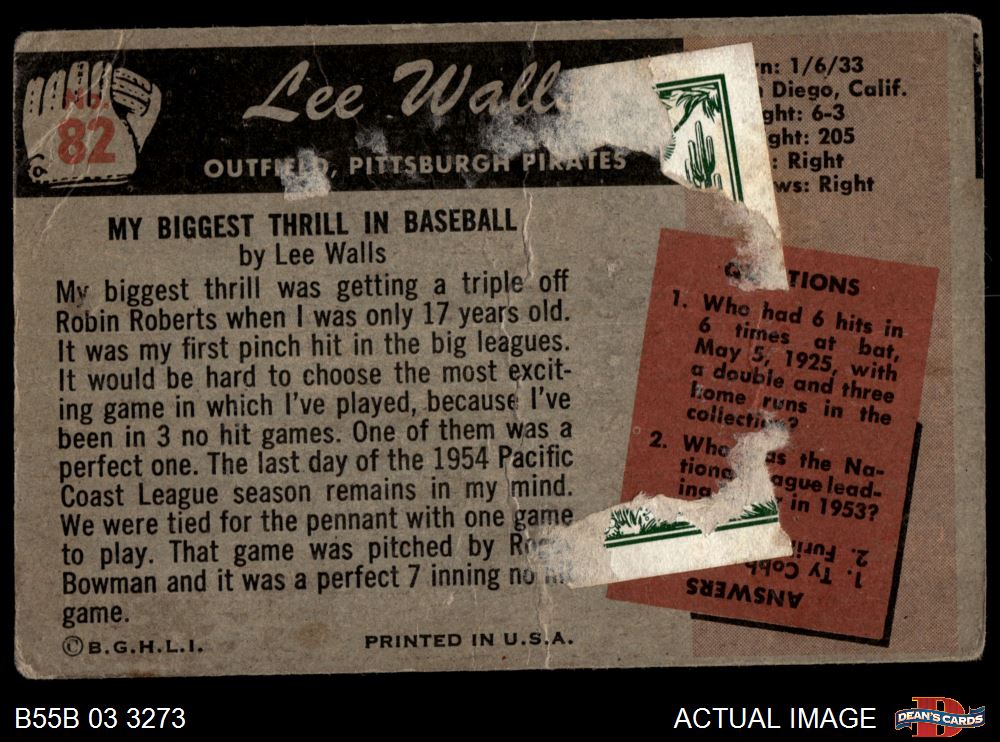 No. 82
Lee Wall
OUTFIELD, PITTSBURGH PIRATES
n: 1/6/33
Diego, Calif.
ght: 6-3
ght: 205
: Right
ws: Right
MY BIGGEST THRILL IN BASEBALL
by Lee Walls
My biggest thrill was getting a triple off
Robin Roberts when I was only 17 years old.
It was my first pinch hit in the big leagues.
It would be hard to choose the most excit-
ing game in which I've played, because I've
been in 3 no hit games. One of them was a
perfect one. The last day of the 1954 Pacific
Coast League season remains in my mind.
We were tied for the pennant with one game
to play. That game was pitched by
Bowman and it was a perfect 7 inning no hit
game.
©B.G.H.L.I.
PRINTED IN U.S.A.
QUESTIONS
1. Who had 6 hits in
6 times at bat,
May 5, 1925, with
a double and three
home runs in the
collection?
2. Who was the Na-
tional League lead-
ing in 1953?
ANSWERS
1. Ty Cobb
2. Furi
B55B 03 3273
ACTUAL IMAGE
DEAN'S CARDS